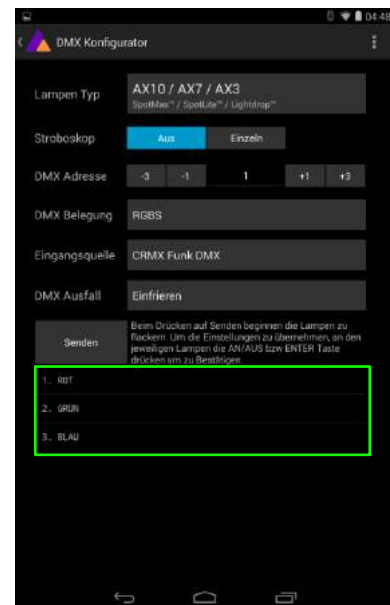 04:48
DMX Konfigurator
Lampen Typ
AX10 / AX7 / AX3
SpotMax™ / SpotLite™ / Lightdrop™
Stroboskop
Aus
Einzeln
DMX Adresse
-3
-1
1
+1
+3
DMX Belegung
RGBS
Eingangsquelle
CRMX Funk DMX
DMX Ausfall
Einfrieren
Senden
Beim Drücken auf Senden beginnen die Lampen zu
flackern. Um die Einstellungen zu übernehmen, an den
jeweiligen Lampen die AN/AUS bzw ENTER Taste
drücken um zu Bestätigen.
1. ROT
2. GRÜN
3. BLAU